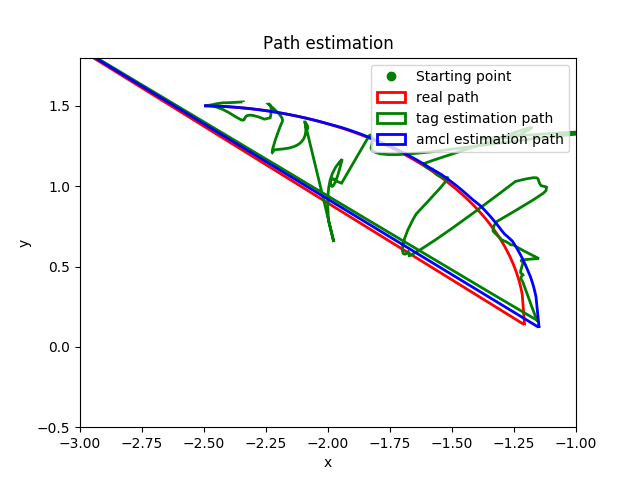 Path estimation
Starting point
real path
tag estimation path
amcl estimation path
1.5
1.0
0.5
0.0
−0.5
y
−3.00 −2.75 −2.50 −2.25 −2.00 −1.75 −1.50 −1.25 −1.00
x